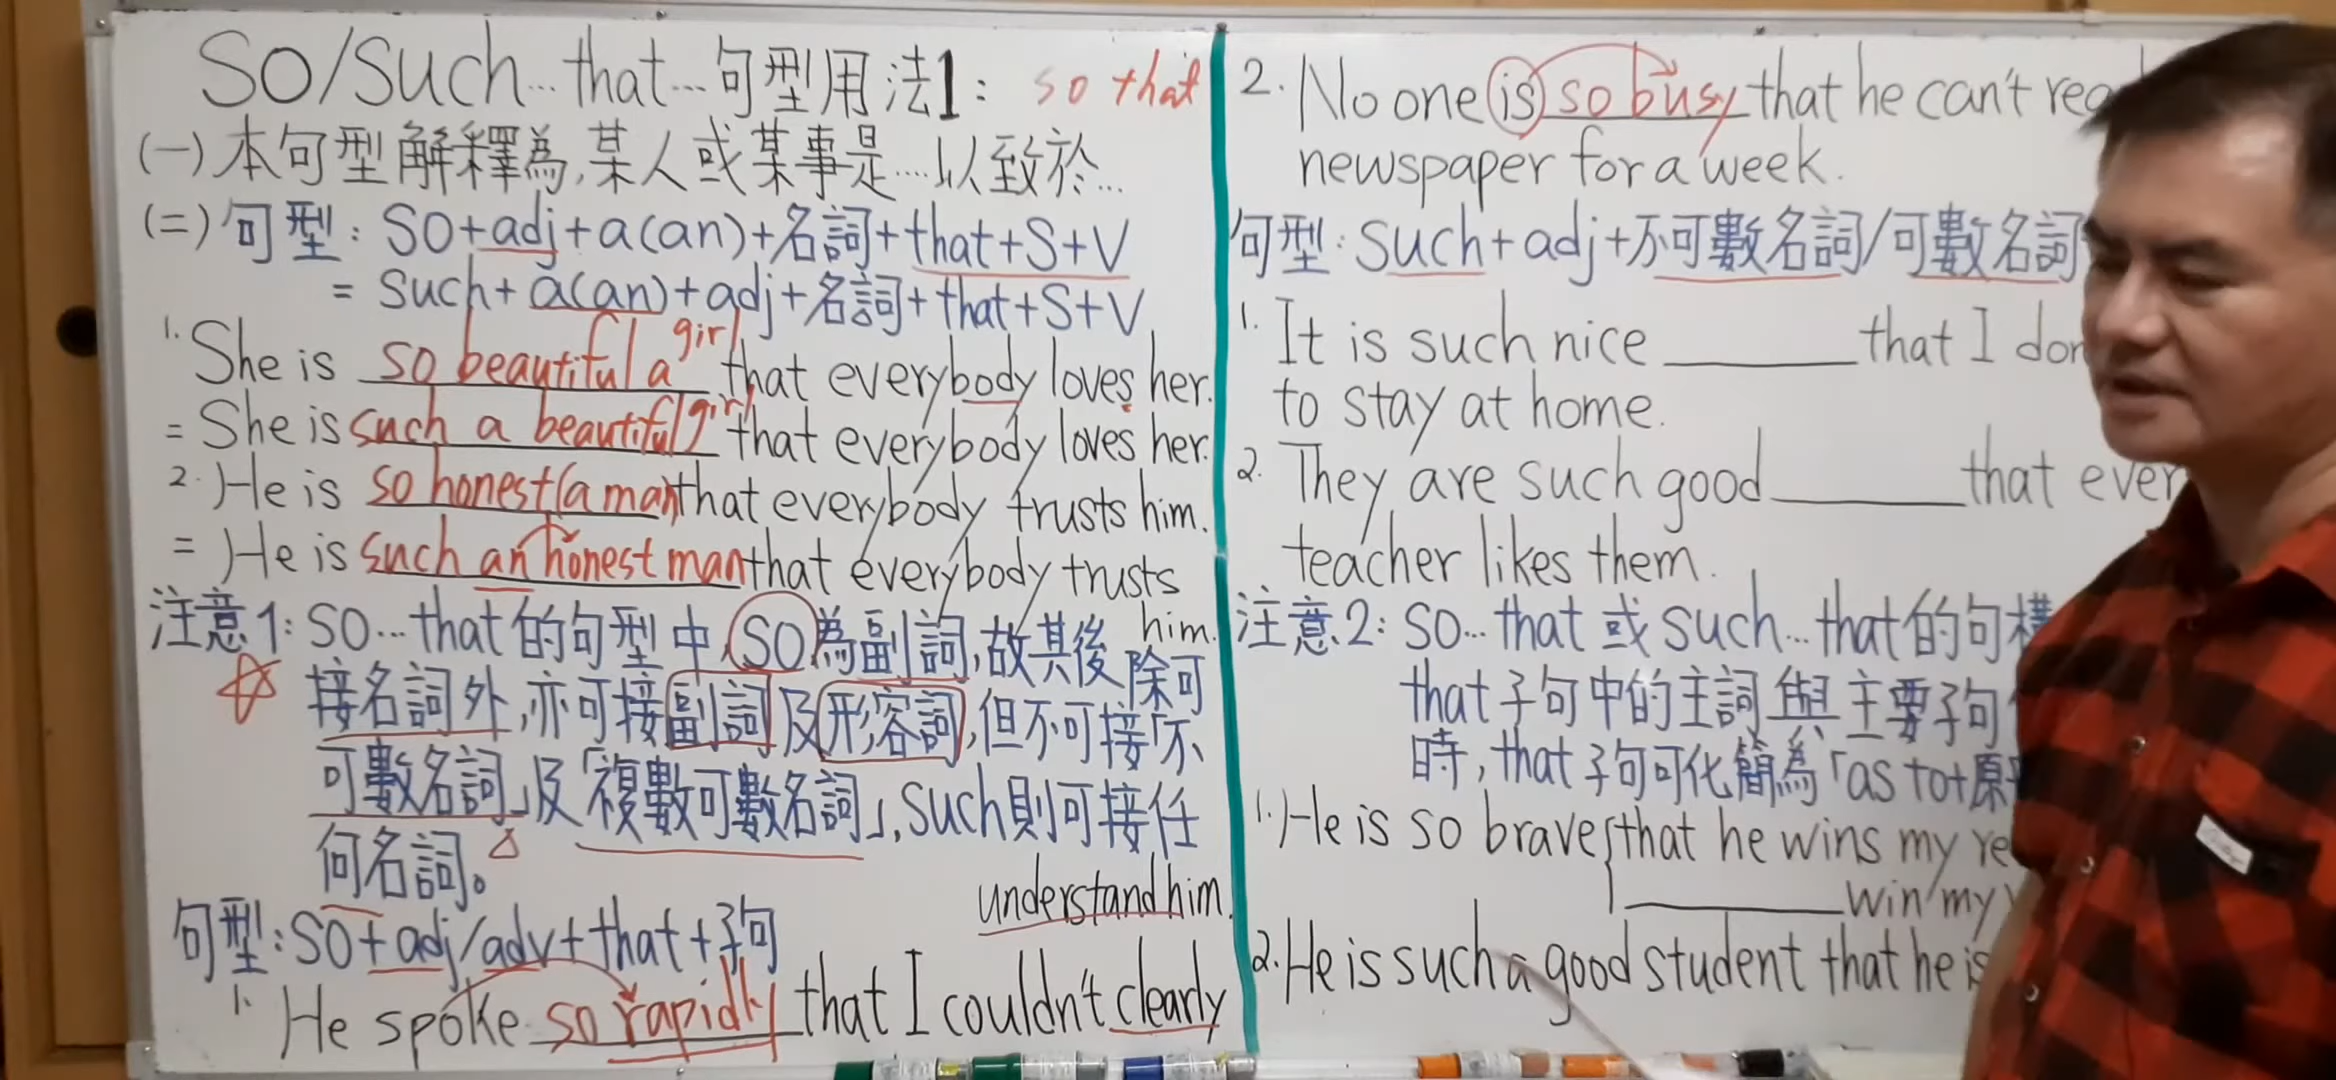 SO/Such...that...句型用法1: so that
(一)本句型解釋為,某人或某事是....以致於...
(二)句型:SO+adj+a(an)+名詞+that+S+V
= such+a(an)+adj+名詞+that+S+V
1. She is so beautiful a girl that everybody loves her.
= She is such a beautiful girl that everybody loves her.
2. He is so honest(a man)that everybody trusts him.
= He is such an honest man that everybody trusts him.
注意1:SO...that的句型中,SO為副詞,故其後除可
接名詞外,亦可接副詞及形容詞,但不可接「不
可數名詞」及「複數可數名詞」,Such則可接任
何名詞。
句型:SO+adj/adv+that+子句
1. He spoke so rapidly that I couldn't clearly
understand him.
2. No one is so busy that he can't
newspaper for a week.
句型:Such+adj+不可數名詞/可數名詞
1. It is such nice ______ that I
to stay at home.
2. They are such good ______ that
teacher likes them.
注意2:SO...that或such...that的句
that子句中的主詞與主要子句
時,that子句可化簡為「as to+
1. He is so brave that he wins my
______ win my
2. He is such a good student that he is